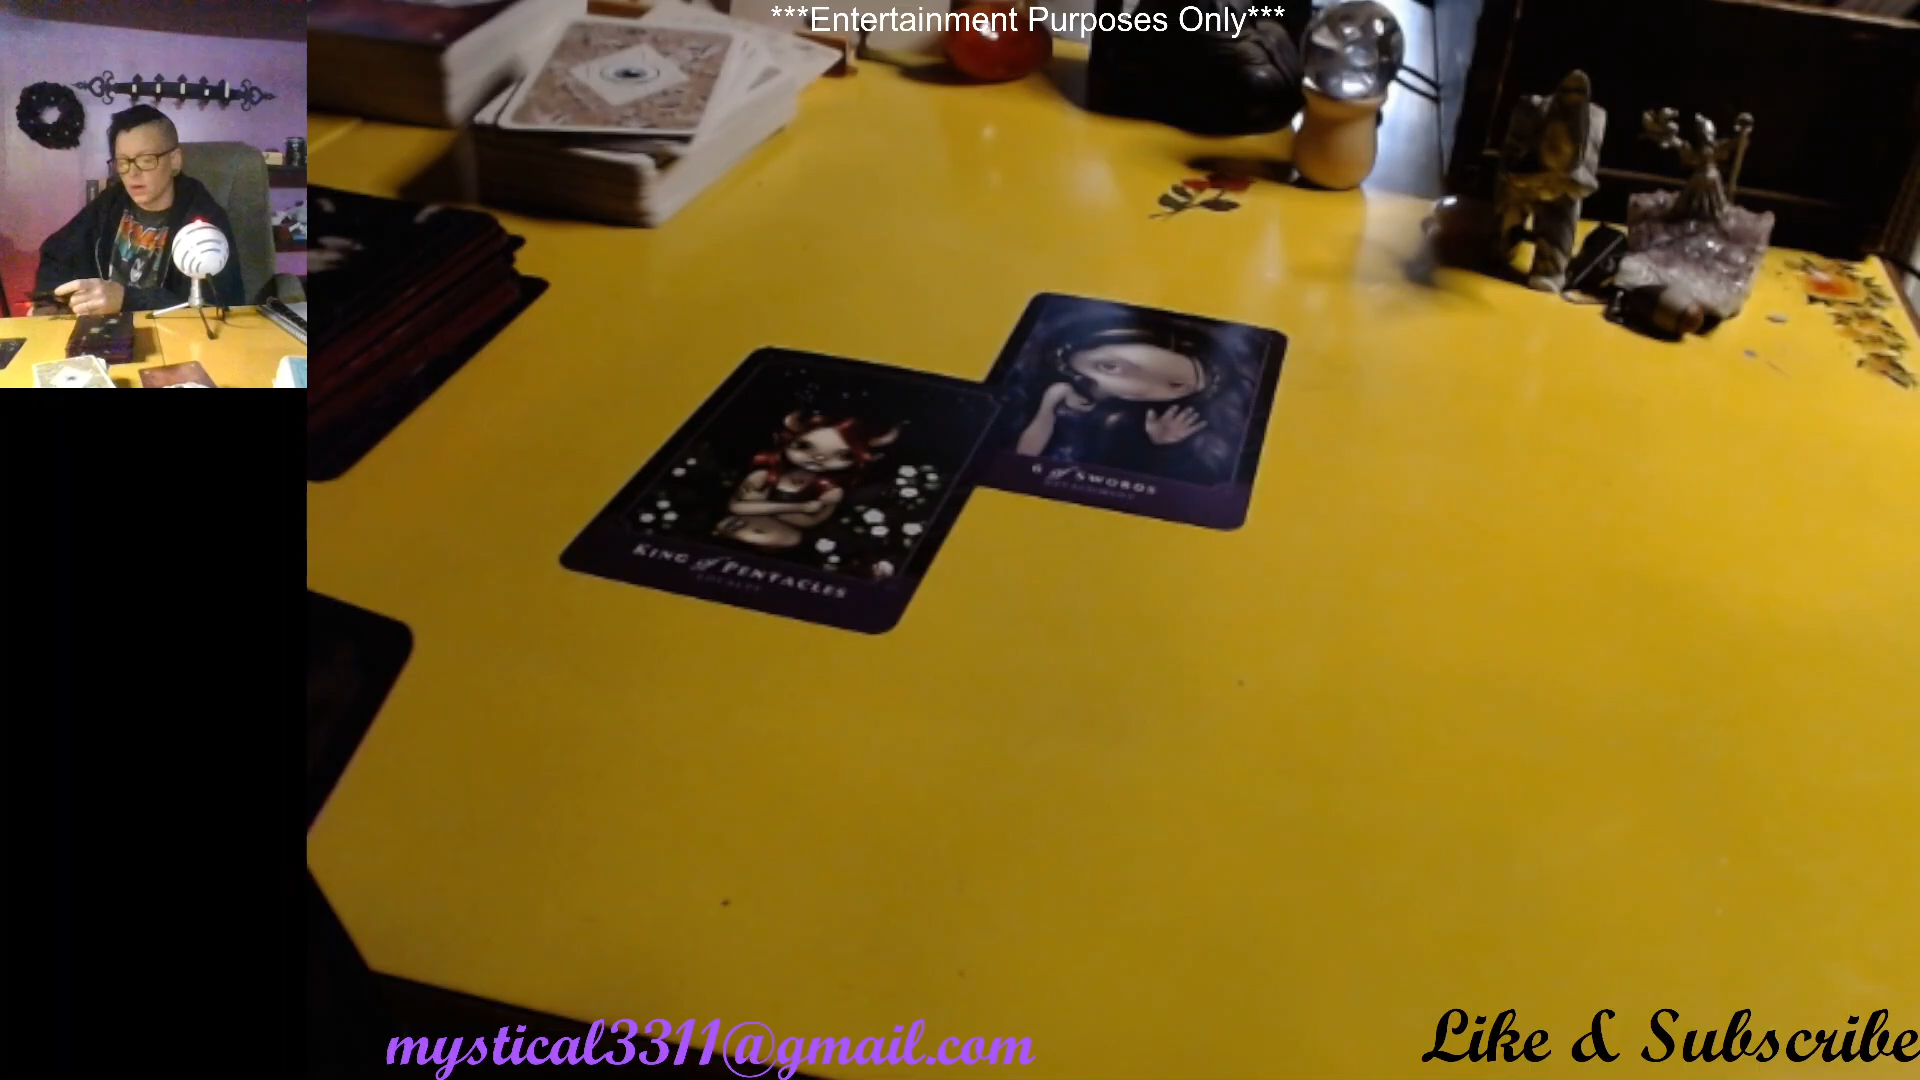 ***Entertainment Purposes Only***
6 of Swords
King of Pentacles
mystical3311@gmail.com
Like & Subscribe